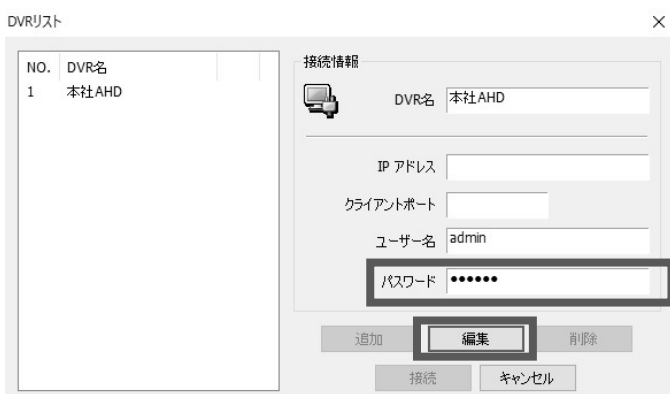 DVRリスト
NO. DVR名
1 本社AHD
接続情報
DVR名 本社AHD
IP アドレス
クライアントポート
ユーザー名 admin
パスワード ●●●●●●
追加 編集 削除
接続 キャンセル